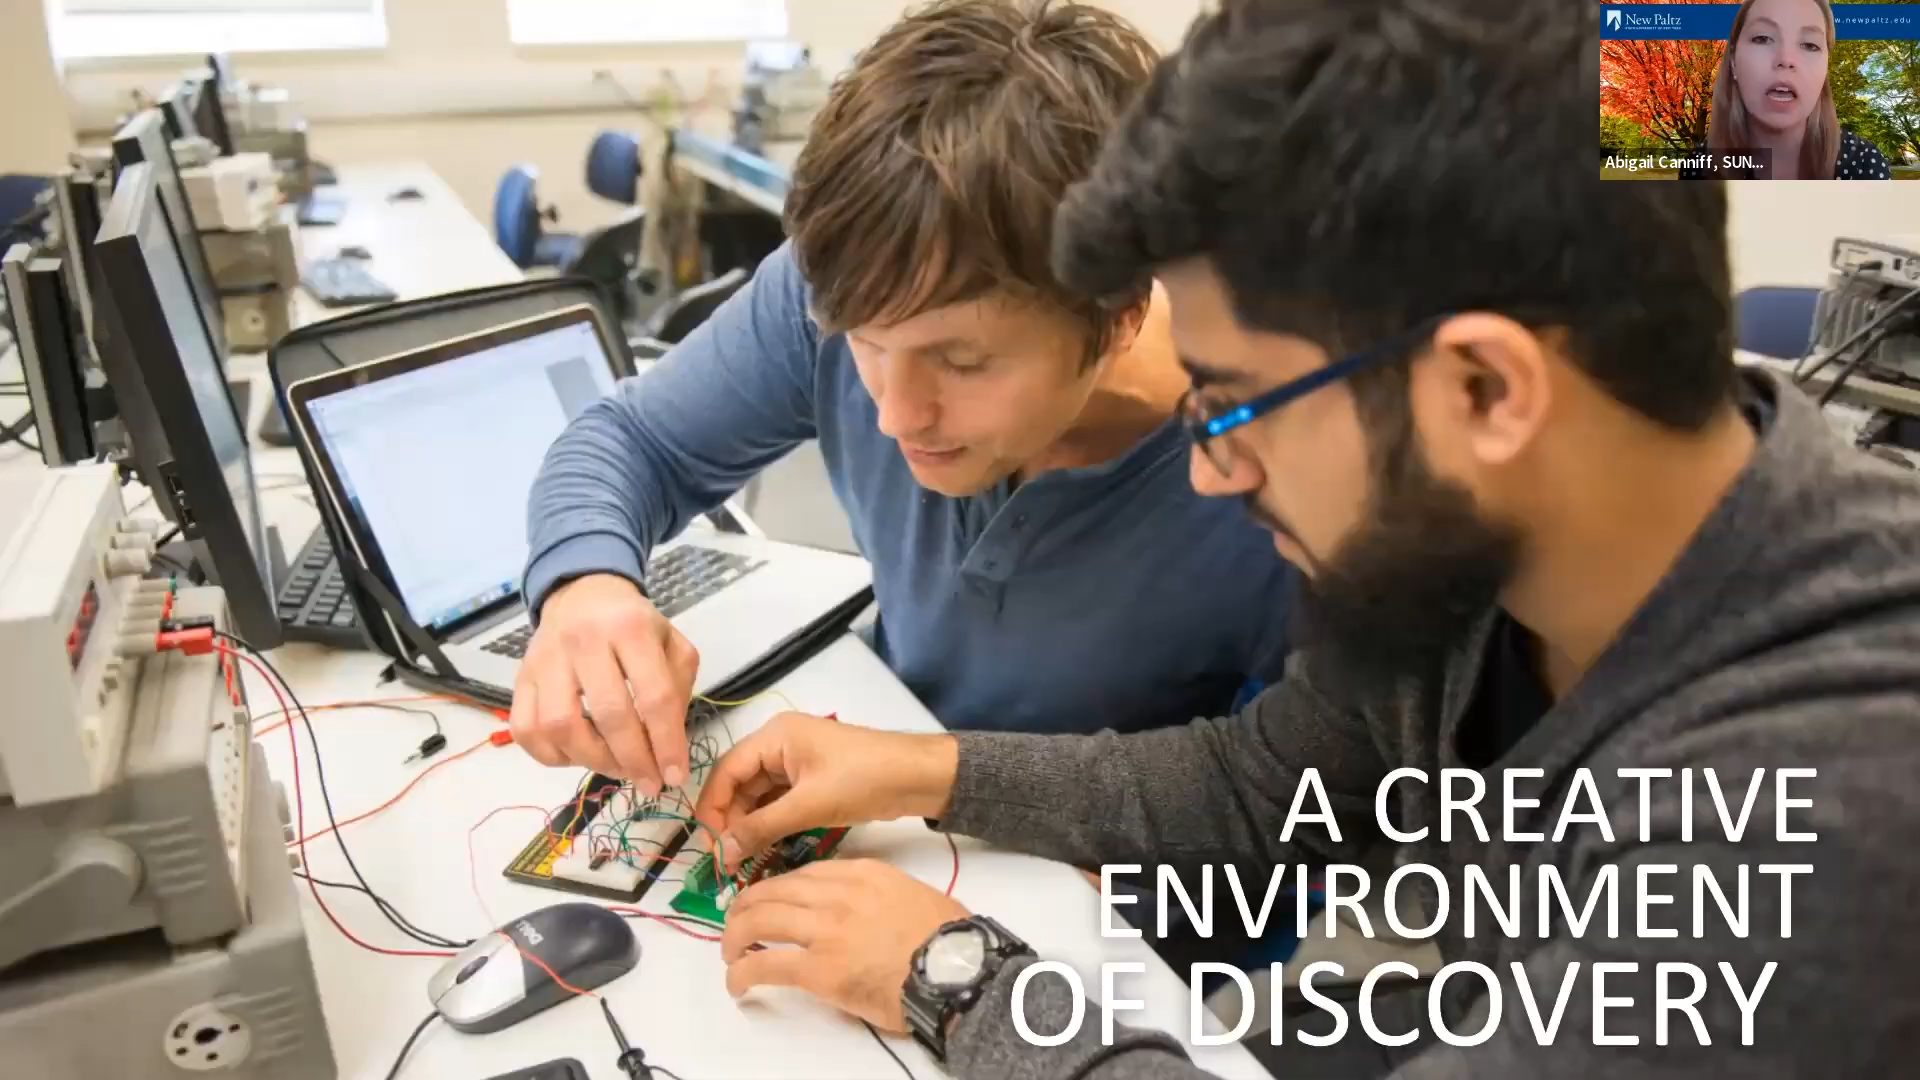 New Paltz
w.newpaltz.edu
Abigail Canniff, SUN...
DELL
A CREATIVE
ENVIRONMENT
OF DISCOVERY